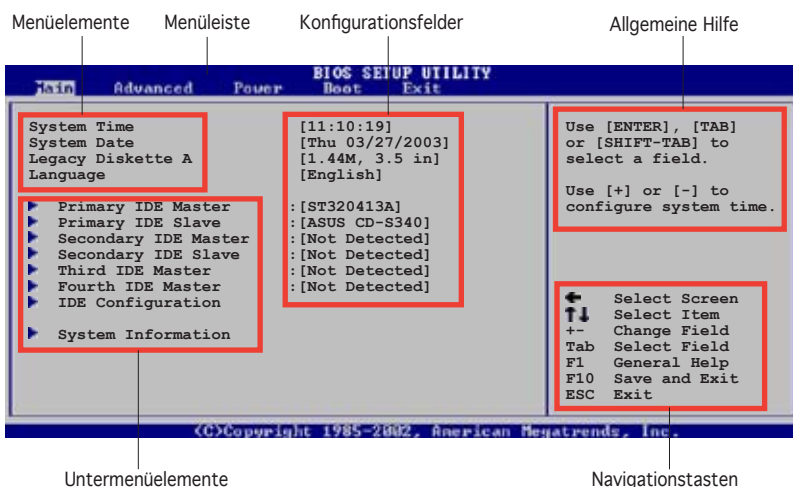 Menüelemente Menüleiste Konfigurationsfelder Allgemeine Hilfe
BIOS SETUP UTILITY
Main Advanced Power Boot Exit
System Time [11:10:19]
System Date [Thu 03/27/2003]
Legacy Diskette A [1.44M, 3.5 in]
Language [English]
Primary IDE Master :[ST320413A]
Primary IDE Slave :[ASUS CD-S340]
Secondary IDE Master :[Not Detected]
Secondary IDE Slave :[Not Detected]
Third IDE Master :[Not Detected]
Fourth IDE Master :[Not Detected]
IDE Configuration
System Information
Use [ENTER], [TAB]
or [SHIFT-TAB] to
select a field.
Use [+] or [-] to
configure system time.
← Select Screen
↑↓ Select Item
+- Change Field
Tab Select Field
F1 General Help
F10 Save and Exit
ESC Exit
(C)Copyright 1985-2002, American Megatrends, Inc.
Untermenüelemente Navigationstasten